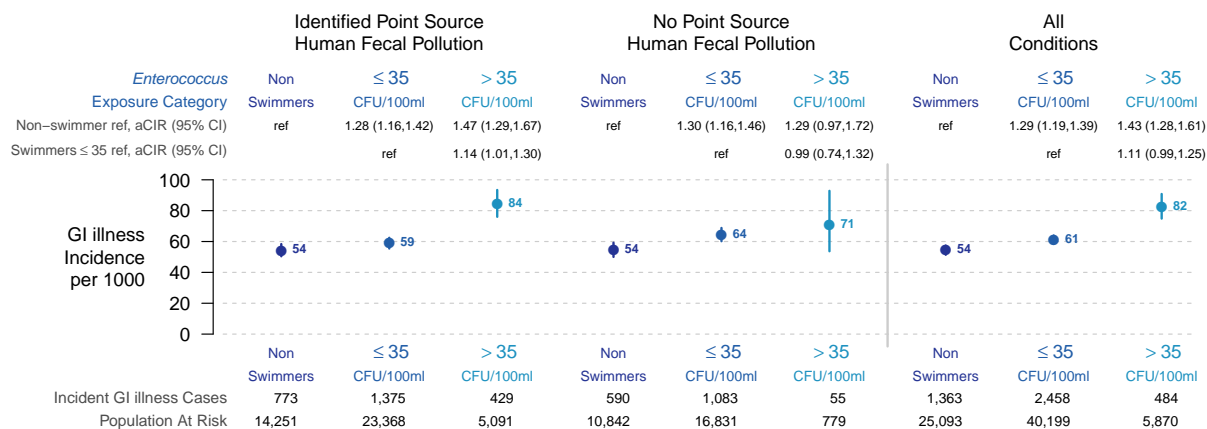 Identified Point Source No Point Source All
Human Fecal Pollution Human Fecal Pollution Conditions
Enterococcus Non ≤ 35 > 35 Non ≤ 35 > 35 Non ≤ 35 > 35
Exposure Category Swimmers CFU/100ml CFU/100ml Swimmers CFU/100ml CFU/100ml Swimmers CFU/100ml CFU/100ml
Non−swimmer ref, aCIR (95% CI) ref 1.28 (1.16,1.42) 1.47 (1.29,1.67) ref 1.30 (1.16,1.46) 1.29 (0.97,1.72) ref 1.29 (1.19,1.39) 1.43 (1.28,1.61)
Swimmers ≤ 35 ref, aCIR (95% CI) ref 1.14 (1.01,1.30) ref 0.99 (0.74,1.32) ref 1.11 (0.99,1.25)
GI illness
Incidence
per 1000
100
80
60
40
20
0
54
59
84
54
64
71
54
61
82
Non ≤ 35 > 35 Non ≤ 35 > 35 Non ≤ 35 > 35
Swimmers CFU/100ml CFU/100ml Swimmers CFU/100ml CFU/100ml Swimmers CFU/100ml CFU/100ml
Incident GI illness Cases 773 1,375 429 590 1,083 55 1,363 2,458 484
Population At Risk 14,251 23,368 5,091 10,842 16,831 779 25,093 40,199 5,870